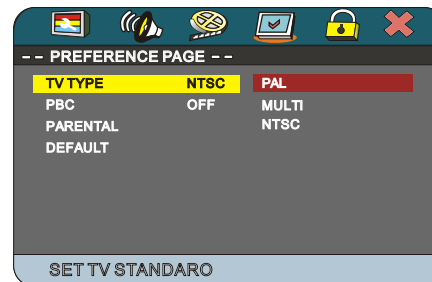 -- PREFERENCE PAGE --
TV TYPE NTSC PAL
PBC OFF MULTI
PARENTAL NTSC
DEFAULT
SET TV STANDARO